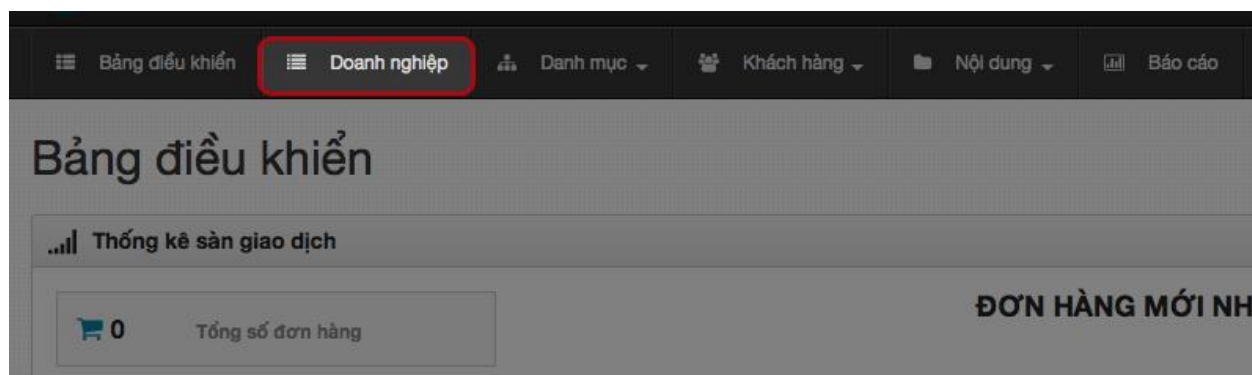 Bảng điều khiển Doanh nghiệp Danh mục Khách hàng Nội dung Báo cáo
Bảng điều khiển
Thống kê sàn giao dịch
ĐƠN HÀNG MỚI NH
0 Tổng số đơn hàng